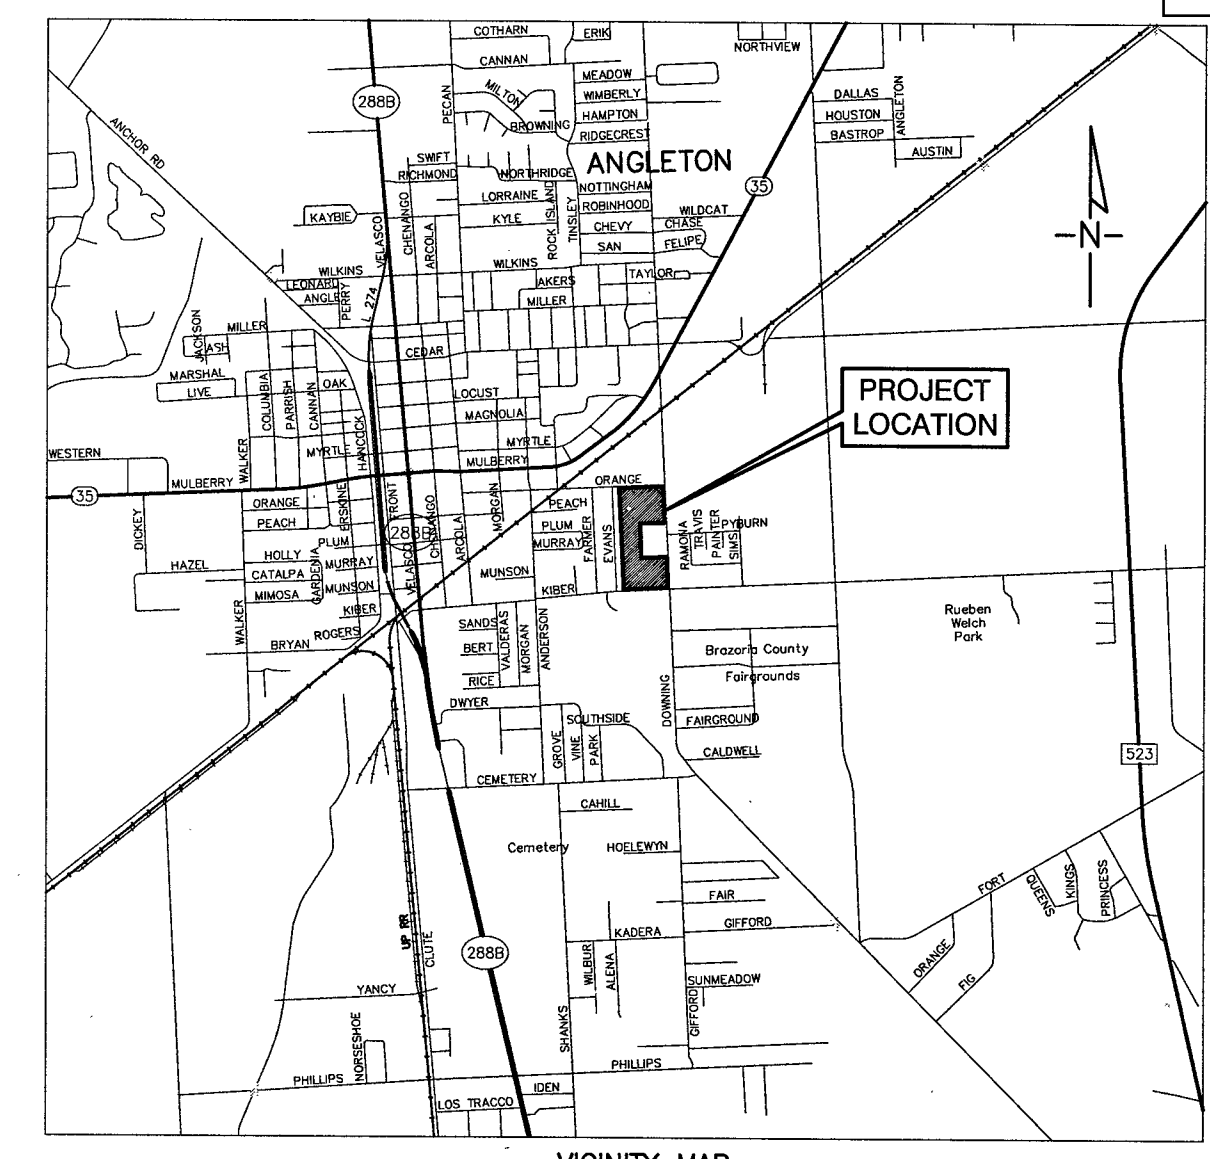 COTHARN
ERIK
NORTHVIEW
CANNAN
MEADOW
MILTON
WIMBERLY
DALLAS
288B
PECAN
HAMPTON
HOUSTON
ANGLETON
BROWNING
RIDGECREST
BASTROP
ANCHOR RD
AUSTIN
SWIFT
ANGLETON
RICHMOND
NORTHRIDGE
35
NOTTINGHAM
LORRAINE
ROBINHOOD
WILDCAT
KAYBIE
VELASCO
CHENANGO
ARCOLA
KYLE
ROCK ISLAND
TINSLEY
CHEVY
CHASE
SAN
FELIPE
N
WILKINS
WILKINS
TAYLOR
LEONARD
AKERS
ANGLE
PERRY
L 274
MILLER
JACKSON
MILLER
ASH
CEDAR
MARSHAL
LIVE
OAK
COLUMBIA
PARRISH
CANNAN
LOCUST
PROJECT
LOCATION
MAGNOLIA
HANCOCK
WESTERN
WALKER
MYRTLE
MYRTLE
MULBERRY
35
MULBERRY
ORANGE
ORANGE
ERSKINE
FRONT
CHENANGO
MORGAN
PEACH
DICKEY
PEACH
288B
ARCOLA
PLUM
FARMER
EVANS
RAMONA
TRAVIS
PAINTER
PYBURN
SIMS
PLUM
MURRAY
HOLLY
HAZEL
GARDENIA
MURRAY
VELASCO
CATALPA
MUNSON
MUNSON
MIMOSA
KIBER
KIBER
WALKER
ROGERS
SANDS
VALDERAS
MORGAN
ANDERSON
Rueben
Welch
Park
BRYAN
BERT
Brazoria County
Fairgrounds
RICE
DWYER
DOWNING
SOUTHSIDE
FAIRGROUND
GROVE
VINE
PARK
CALDWELL
523
CEMETERY
CAHILL
Cemetery
HOELEWYN
FORT
QUEENS
KINGS
PRINCESS
FAIR
UP RR
CLUTE
GIFFORD
KADERA
288B
WILBUR
ALENA
ORANGE
FIG
YANCY
SUNMEADOW
NORSESHOE
SHANKS
GIFFORD
PHILLIPS
PHILLIPS
IDEN
LOS TRACCO
VICINITY MAP